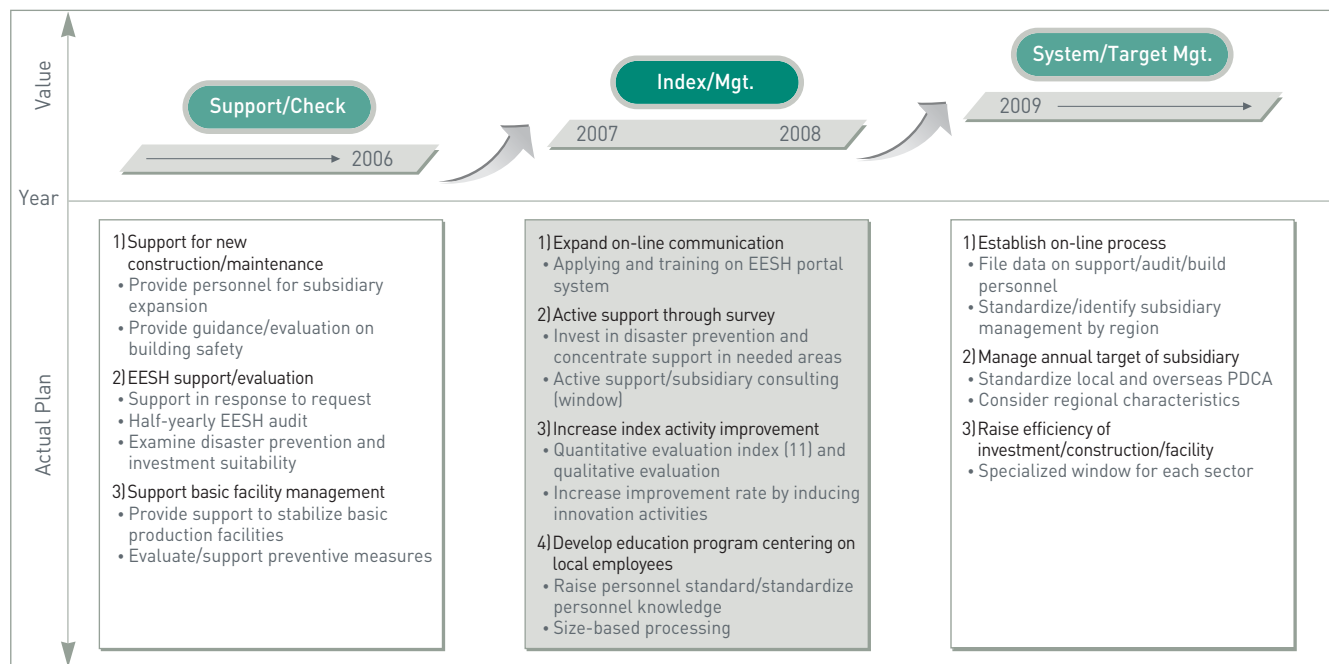 Value
Support/Check
Index/Mgt.
System/Target Mgt.
2006
2007 2008
2009
Year
Actual Plan
1) Support for new
construction/maintenance
• Provide personnel for subsidiary
expansion
• Provide guidance/evaluation on
building safety
2) EESH support/evaluation
• Support in response to request
• Half-yearly EESH audit
• Examine disaster prevention and
investment suitability
3) Support basic facility management
• Provide support to stabilize basic
production facilities
• Evaluate/support preventive measures
1) Expand on-line communication
• Applying and training on EESH portal
system
2) Active support through survey
• Invest in disaster prevention and
concentrate support in needed areas
• Active support/subsidiary consulting
(window)
3) Increase index activity improvement
• Quantitative evaluation index (11) and
qualitative evaluation
• Increase improvement rate by inducing
innovation activities
4) Develop education program centering on
local employees
• Raise personnel standard/standardize
personnel knowledge
• Size-based processing
1) Establish on-line process
• File data on support/audit/build
personnel
• Standardize/identify subsidiary
management by region
2) Manage annual target of subsidiary
• Standardize local and overseas PDCA
• Consider regional characteristics
3) Raise efficiency of
investment/construction/facility
• Specialized window for each sector